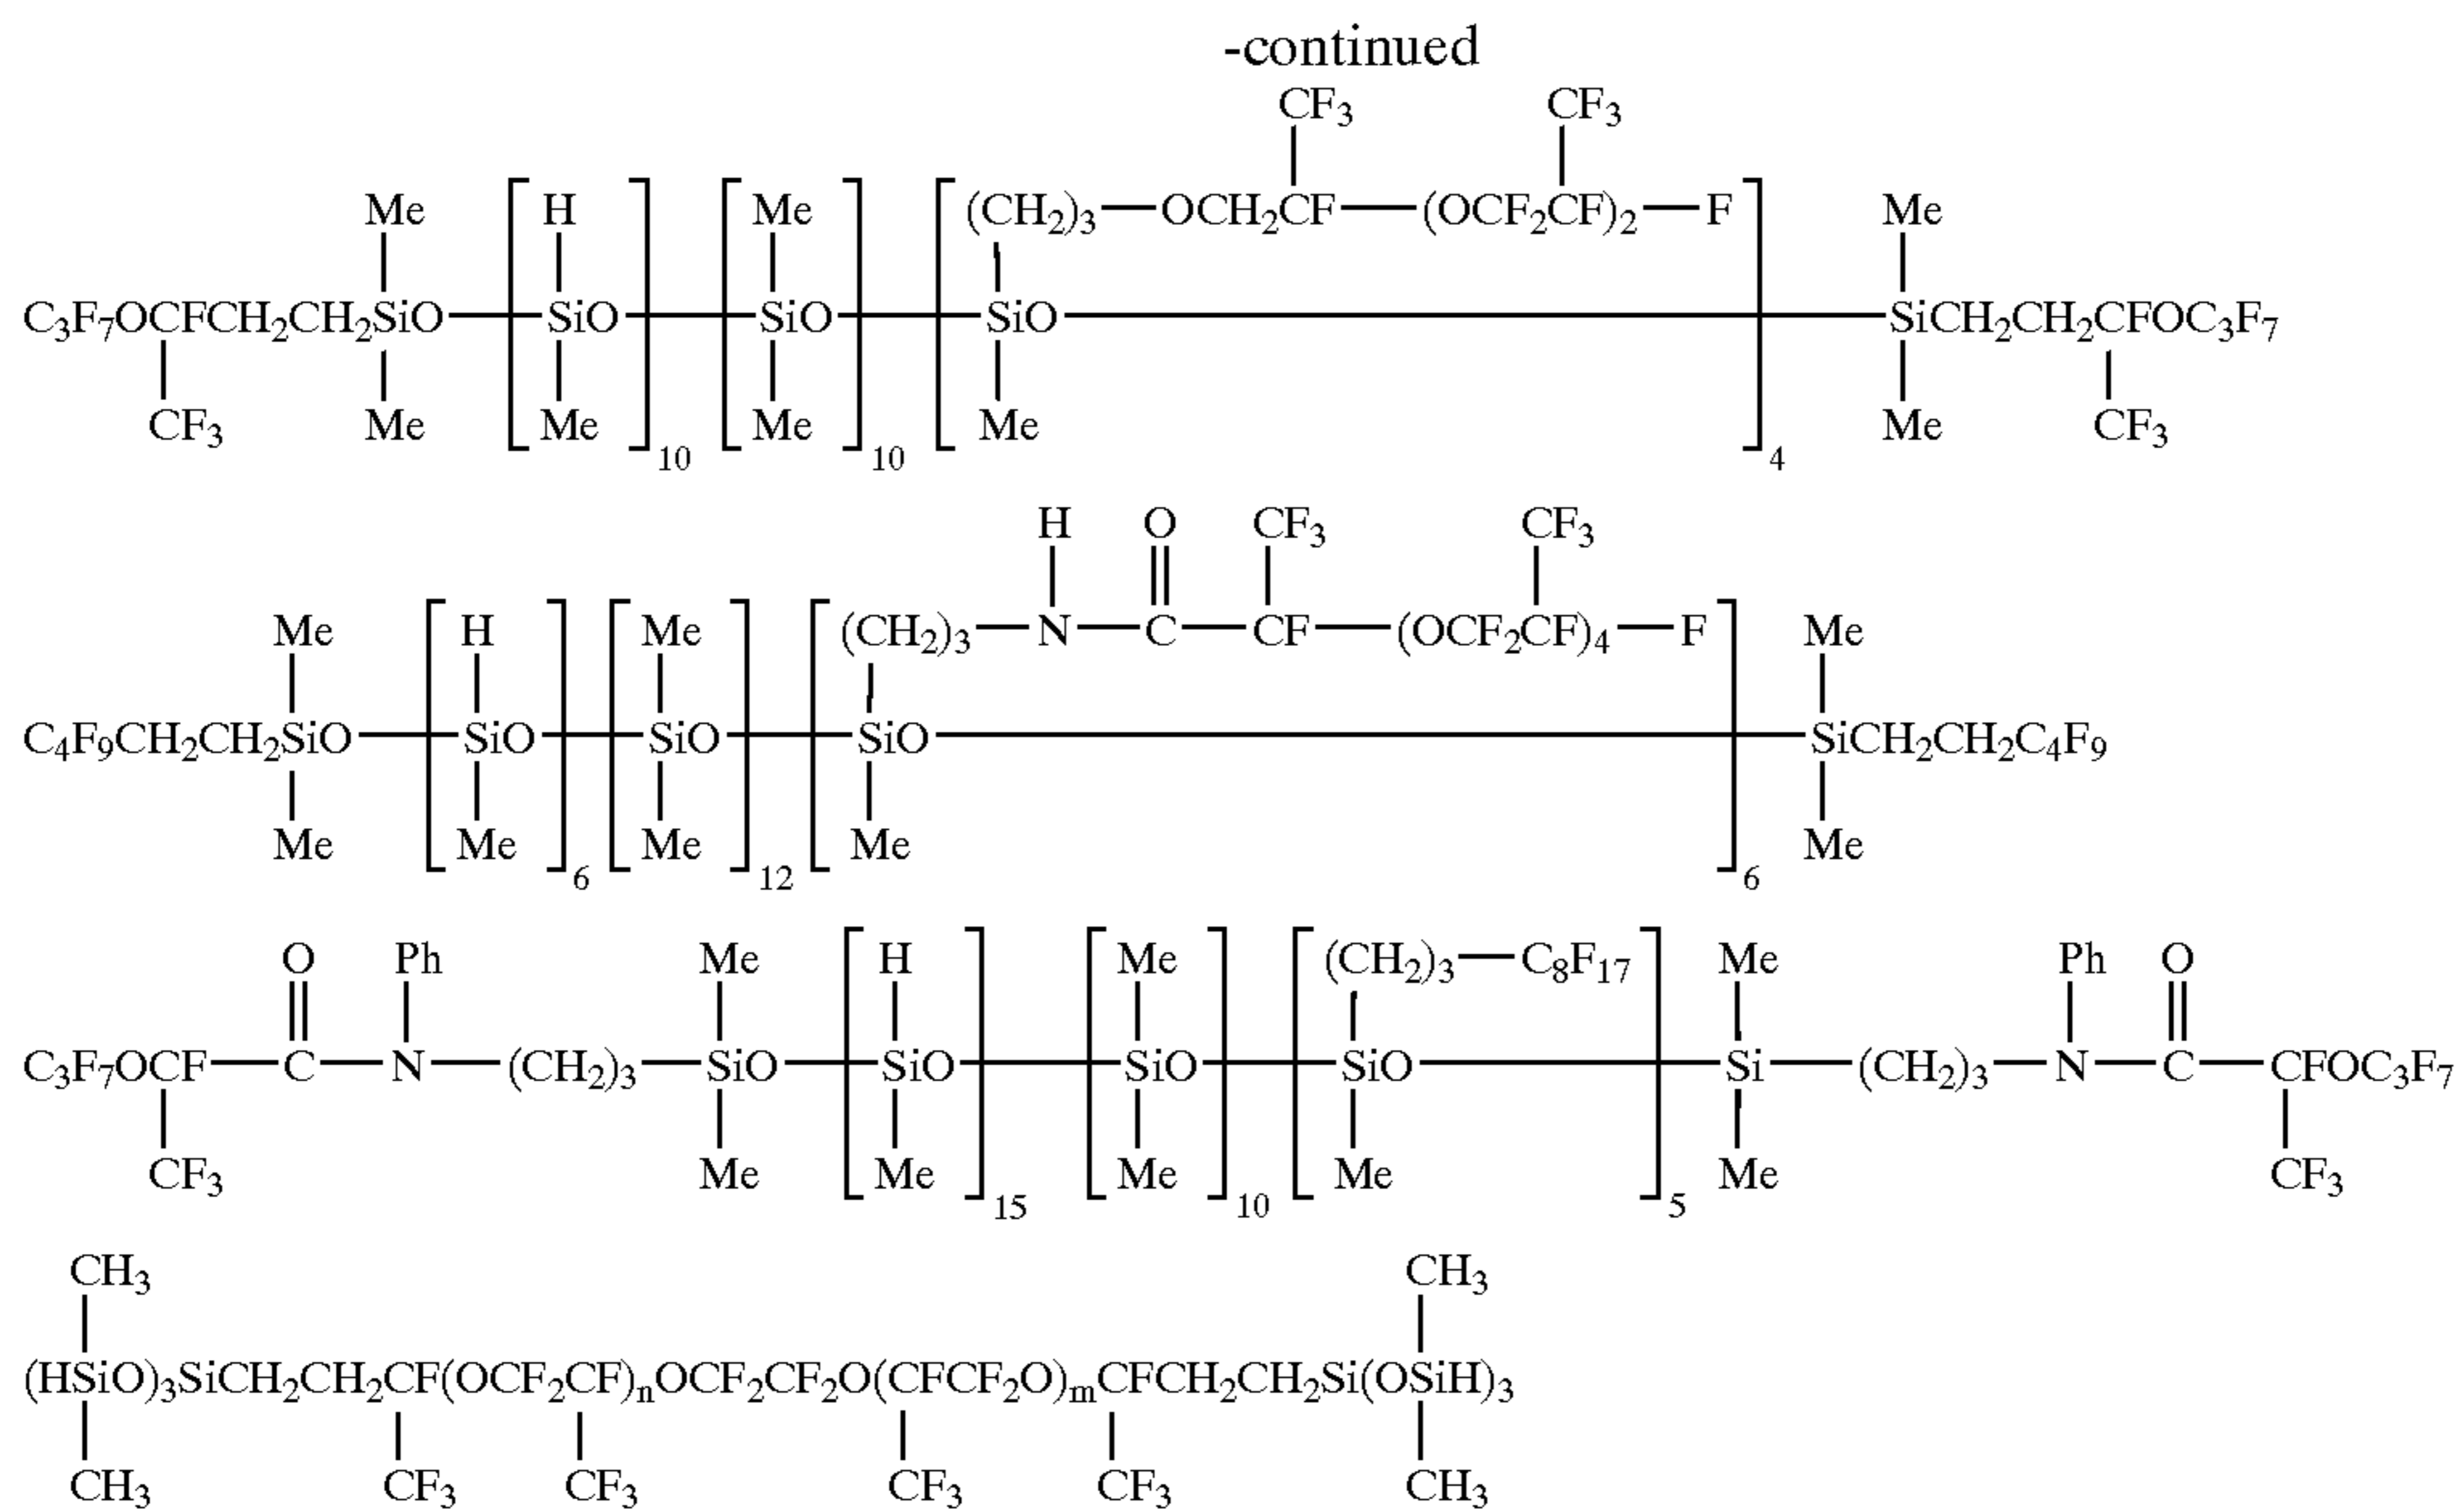 -continued
CF₃ CF₃
Me H Me (CH₂)₃—OCH₂CF—(OCF₂CF)₂—F Me
C₃F₇OCFCH₂CH₂SiO—SiO—SiO—SiO—SiCH₂CH₂CFOC₃F₇
CF₃ Me Me Me Me Me CF₃
10 10 4
H O CF₃ CF₃
Me H Me (CH₂)₃—N—C—CF—(OCF₂CF)₄—F Me
C₄F₉CH₂CH₂SiO—SiO—SiO—SiO—SiCH₂CH₂C₄F₉
Me Me Me Me Me
6 12 6
O Ph Me H Me (CH₂)₃—C₈F₁₇ Me Ph O
C₃F₇OCF—C—N—(CH₂)₃—SiO—SiO—SiO—SiO—Si—(CH₂)₃—N—C—CFOC₃F₇
CF₃ Me Me Me Me Me CF₃
15 10 5
CH₃ CH₃
(HSiO)₃SiCH₂CH₂CF(OCF₂CF)ₙOCF₂CF₂O(CFCF₂O)ₘCFCH₂CH₂Si(OSiH)₃
CH₃ CF₃ CF₃ CF₃ CF₃ CH₃